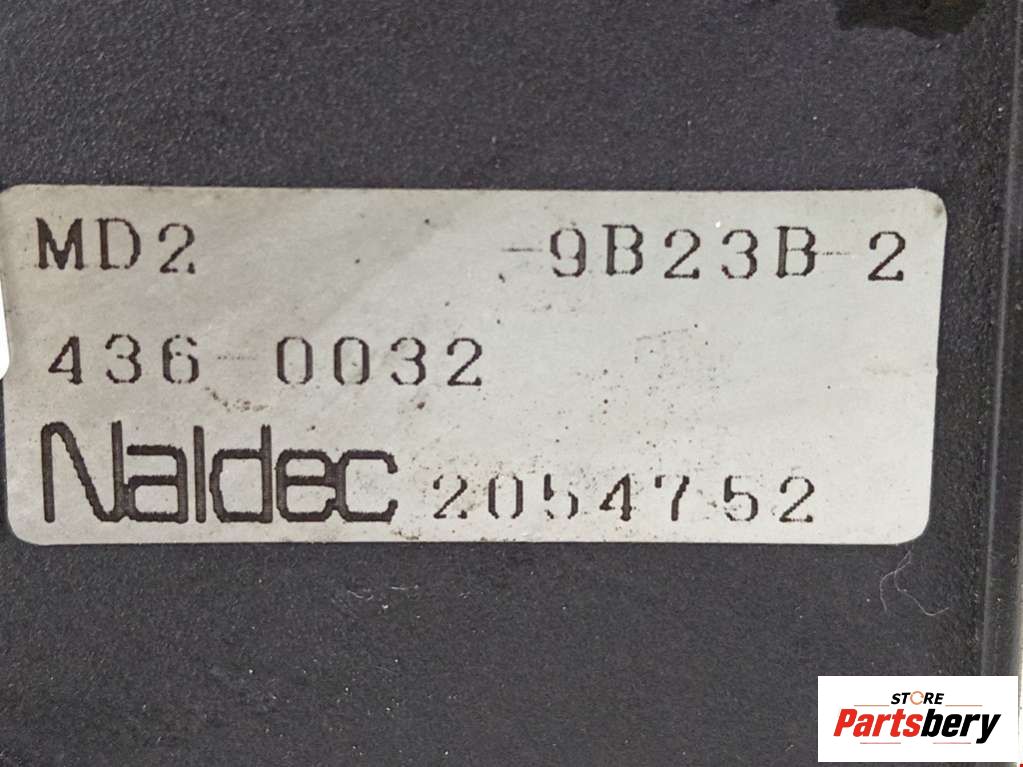 MD2 -9B23B-2
436-0032
Naldec 2054752
STORE
Partsbery